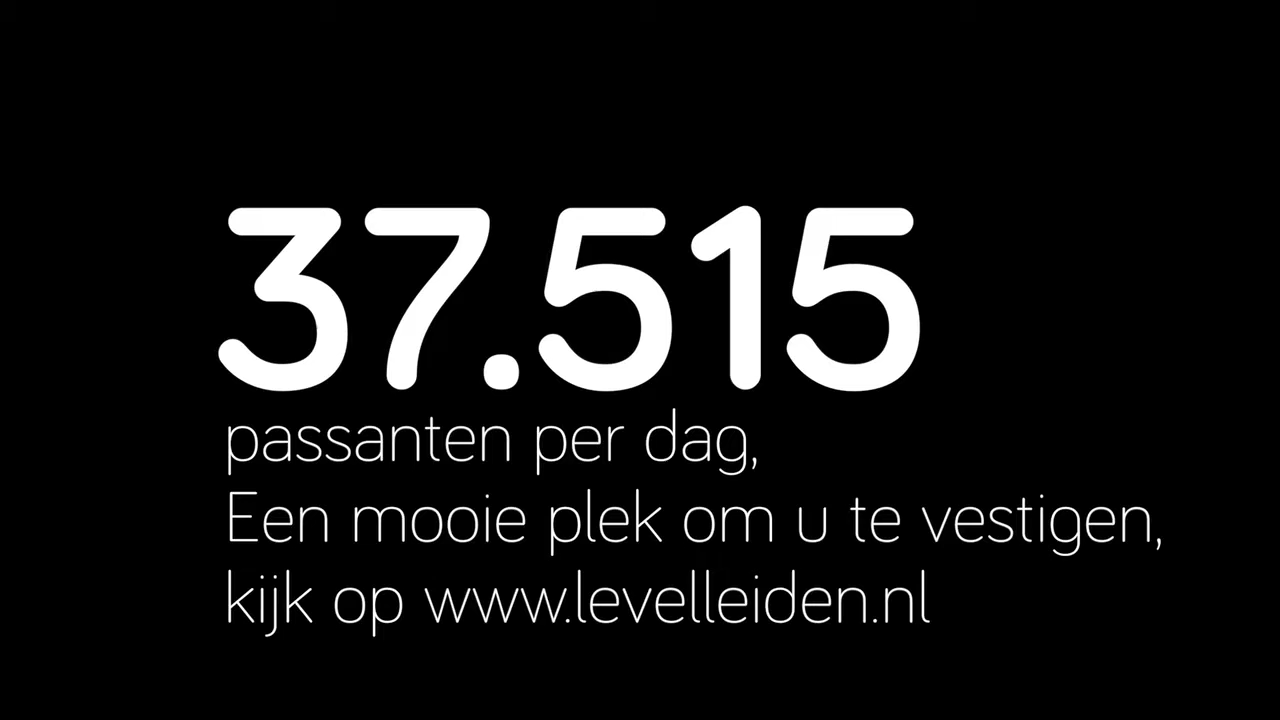 37.515
passanten per dag,
Een mooie plek om u te vestigen,
kijk op www.levelleiden.nl